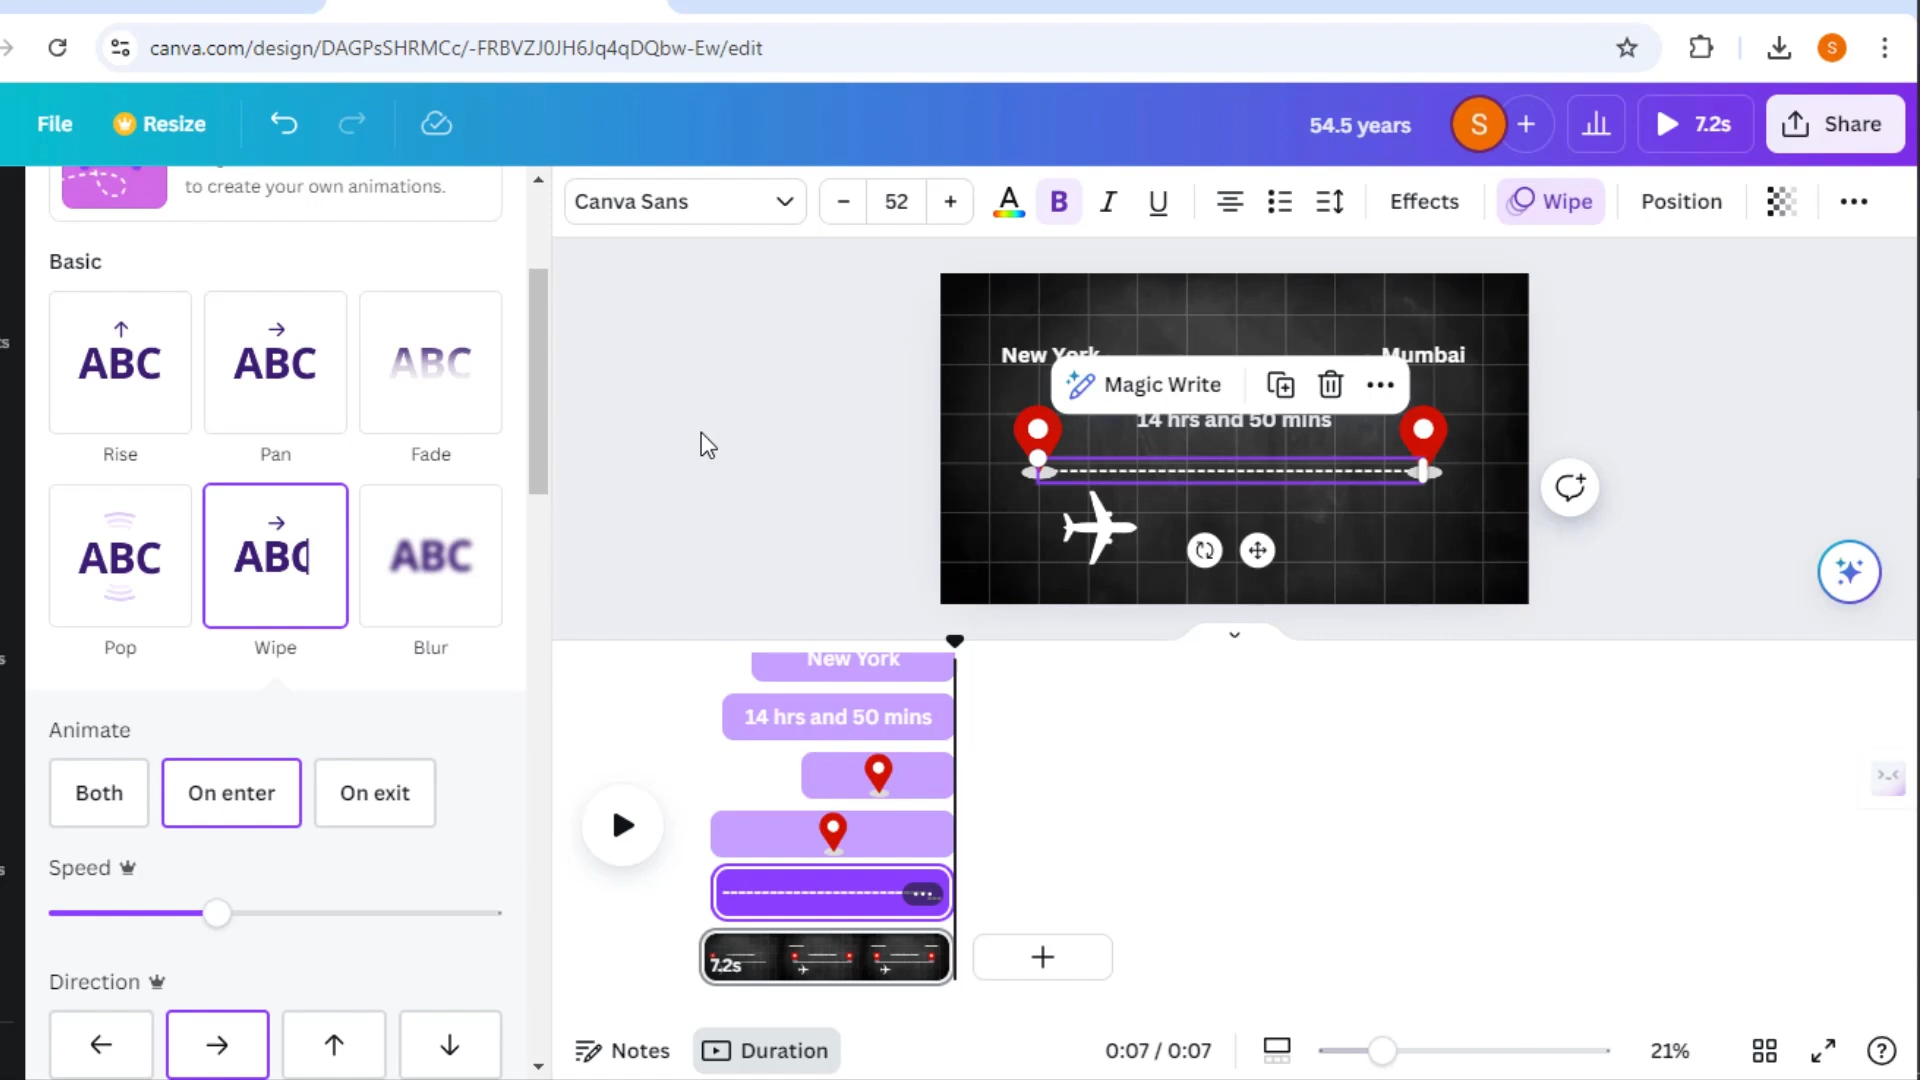 canva.com/design/DAGPsSHRMCc/-FRBVZJ0JH6Jq4qDQbw-Ew/edit
S
File
Resize
54.5 years
S
7.2s
Share
to create your own animations.
Canva Sans
52
A
B
I
U
Effects
Wipe
Position
Basic
ABC
ABC
ABC
Rise
Pan
Fade
ABC
ABC
ABC
Pop
Wipe
Blur
New York
Mumbai
Magic Write
14 hrs and 50 mins
New York
14 hrs and 50 mins
7.2s
Animate
Both
On enter
On exit
Speed
Direction
Notes
Duration
0:07 / 0:07
21%